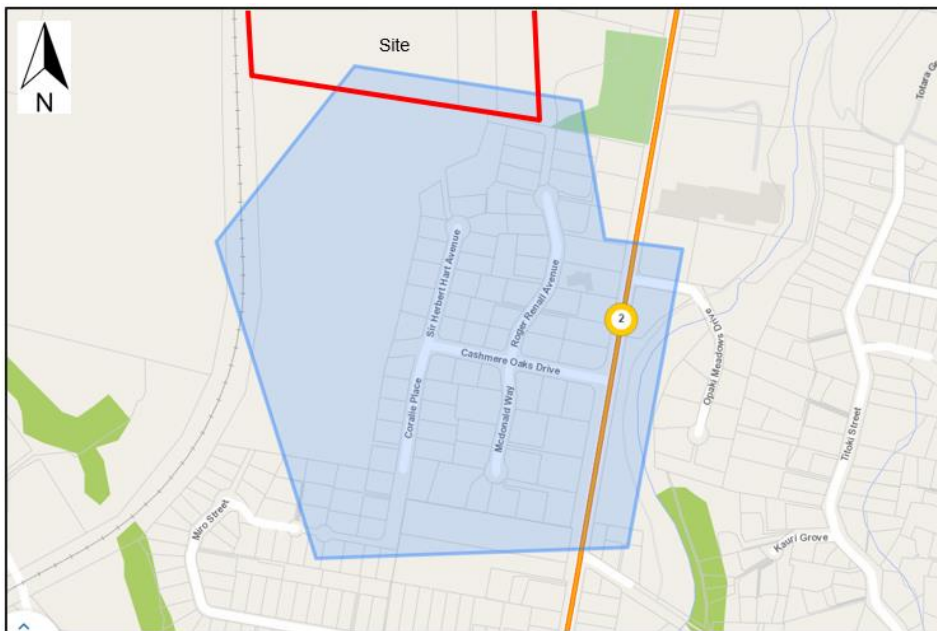 Site
N
Totara G
Sir Herbert Hart Avenue
Roger Renall Avenue
2
Cashmere Oaks Drive
Opaki Meadows Drive
Coralie Place
Mcdonald Way
Titoki Street
Miro Street
Kauri Grove